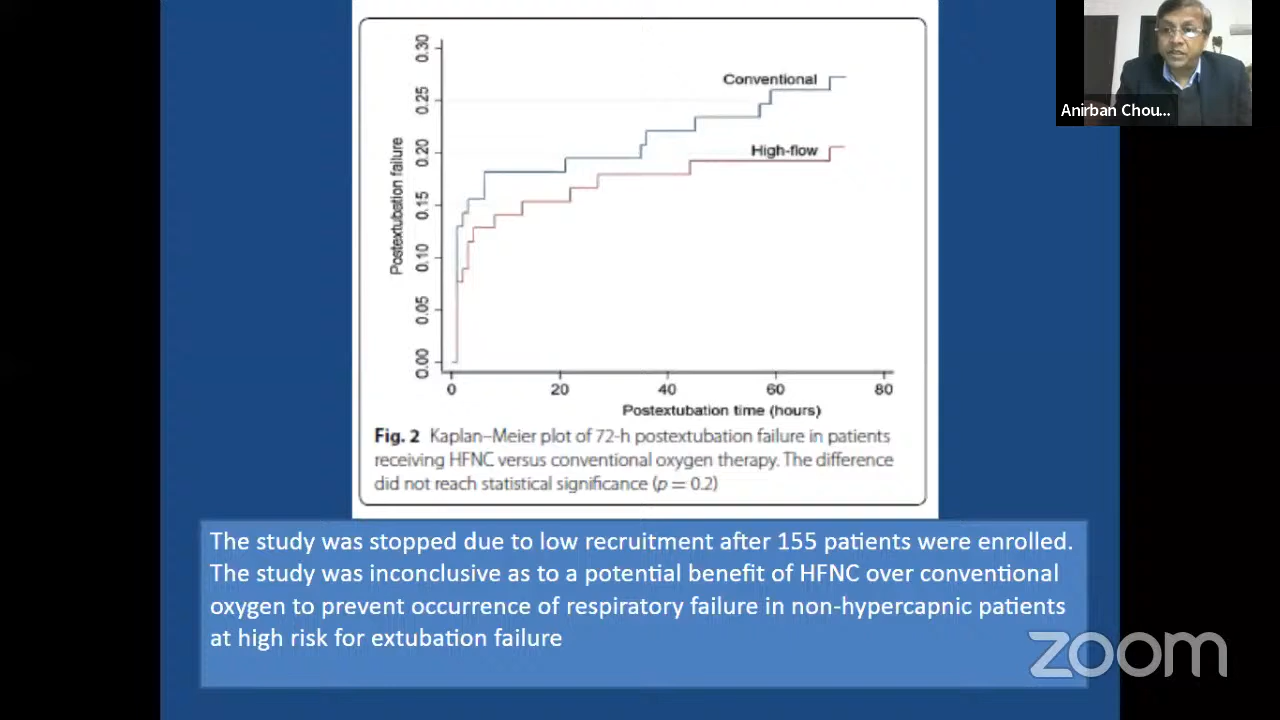 Anirban Chou...
0.30
0.25
0.20
0.15
0.10
0.05
0.00
Postextubation failure
Conventional
High-flow
0 20 40 60 80
Postextubation time (hours)
Fig. 2 Kaplan–Meier plot of 72-h postextubation failure in patients
receiving HFNC versus conventional oxygen therapy. The difference
did not reach statistical significance (p = 0.2)
The study was stopped due to low recruitment after 155 patients were enrolled.
The study was inconclusive as to a potential benefit of HFNC over conventional
oxygen to prevent occurrence of respiratory failure in non-hypercapnic patients
at high risk for extubation failure
zoom